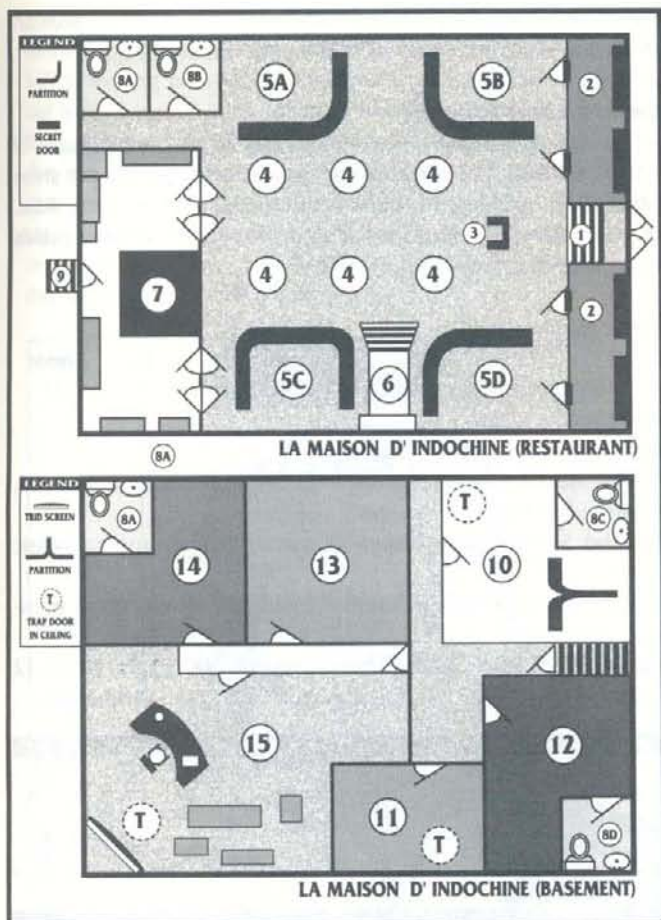 LEGEND
PARTITION
SECRET
DOOR
8A
8B
5A
5B
2
4
4
4
3
1
9
7
4
4
4
2
5C
6
5D
LA MAISON D' INDOCHINE (RESTAURANT)
8A
LEGEND
TRID SCREEN
PARTITION
T
TRAP DOOR
IN CEILING
8A
T
8C
14
13
10
15
12
T
11
T
8D
LA MAISON D' INDOCHINE (BASEMENT)